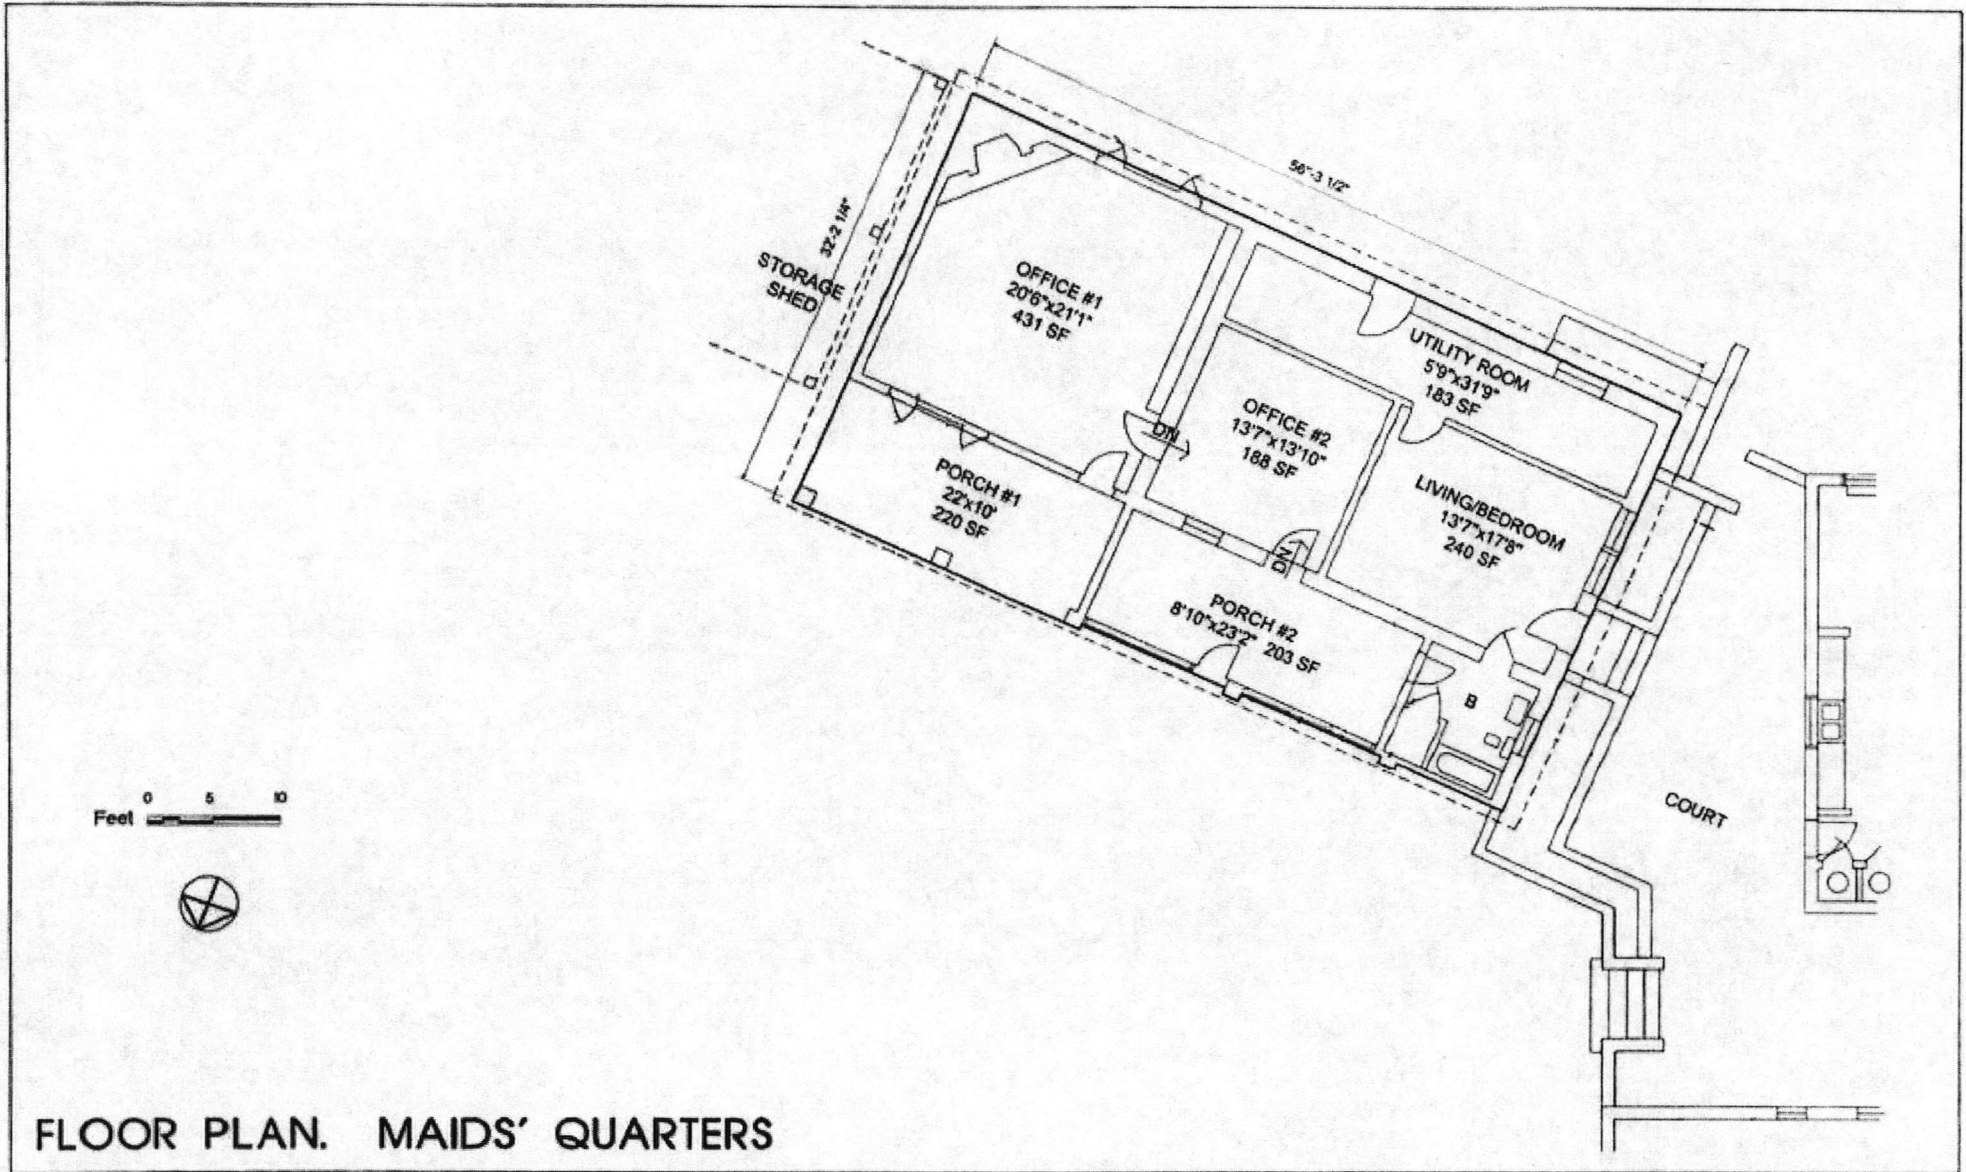 56'-3 1/2"
32'-2 1/4"
STORAGE
SHED
OFFICE #1
20'6"x21'1"
431 SF
UTILITY ROOM
5'9"x31'9"
183 SF
OFFICE #2
13'7"x13'10"
188 SF
DN
PORCH #1
22'x10'
220 SF
LIVING/BEDROOM
13'7"x17'8"
240 SF
DN
PORCH #2
8'10"x23'2" 203 SF
B
COURT
0 5 10
Feet
FLOOR PLAN. MAIDS' QUARTERS